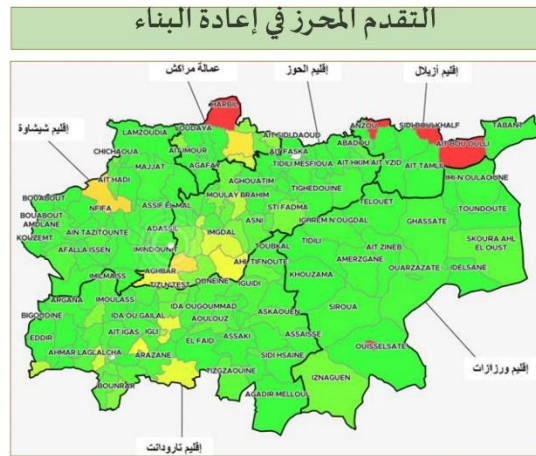 التقدم المحرز في إعادة البناء
إقليم أزيلال
إقليم الحوز
عمالة مراكش
إقليم شيشاوة
HARBIL
LOUDAYA
LAMZOUDIA
AIT SIDI DAOUD
ANZOU
SIDI BOULKHALF
TABANT
CHICHAOUA
AIT IMOUR
AIT FASKA
ABADOU
AIT BOU OULLI
MAJJAT
AGAFAY
TIDILI MESFIOUA
AIT HKIM AIT YZID
AIT TAMLIL
AIT HADI
AGHOUATIM
TIGHEDOUINE
IMI-N'OULAOUNE
BOUABOUT
NFIFA
ASSIF ELMAL
MOULAY BRAHIM
STI FADMA
TELOUET
TOUNDOUTE
BOUABOUT AMDLANE
ASNI
IGHREM N'OUGDAL
GHASSATE
KOUZEMT
AIN TAZITOUNTE
ADASSIL
IMGDAL
SKOURA AHL EL OUST
AFALLA ISSEN
IMINDOUNIT
TOUBKAL
TIDILI
AIT ZINEB
AHL TIFNOUTE
AMERZGANE
IMILMAISS
AGHBAR
KHOUZAMA
OUARZAZATE
IDELSANE
TIZI N'TEST
OUNEINE
IGUIDI
ARGANA
IMOULASS
IDA OUGOUMMAD
ASKAOUEN
SIROUA
BIGOUDINE
IDA OU GAILAL
AOULOUZ
EDDIR
AIT IGAS
IGLI
ASSAKI
ASSAISSE
AHMAR LAGLALCHA
ARAZANE
EL FAID
SIDI HSAINE
OUISSELSATE
BOUNRAR
TIZGZAOUINE
IZNAGUEN
AGADIR MELLOUL
إقليم ورزازات
إقليم تارودانت